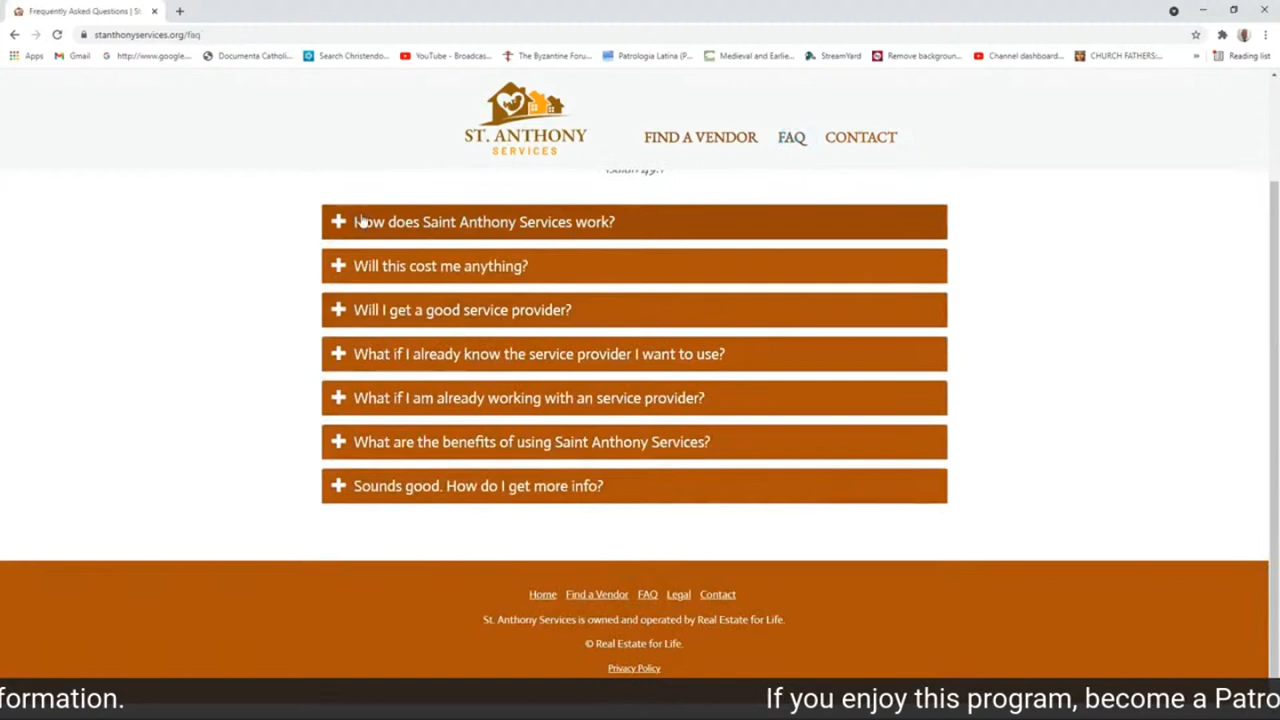 Frequently Asked Questions | St.
stanthonyservices.org/faq
Apps
Gmail
http://www.google...
Documenta Catholi...
Search Christendo...
YouTube - Broadcas...
The Byzantine Foru...
Patrologia Latina (P...
Medieval and Earlie...
StreamYard
Remove backgroun...
Channel dashboard...
CHURCH FATHERS:...
Reading list
ST. ANTHONY
SERVICES
FIND A VENDOR
FAQ
CONTACT
How does Saint Anthony Services work?
Will this cost me anything?
Will I get a good service provider?
What if I already know the service provider I want to use?
What if I am already working with an service provider?
What are the benefits of using Saint Anthony Services?
Sounds good. How do I get more info?
Home Find a Vendor FAQ Legal Contact
St. Anthony Services is owned and operated by Real Estate for Life.
© Real Estate for Life.
Privacy Policy
formation. If you enjoy this program, become a Patro